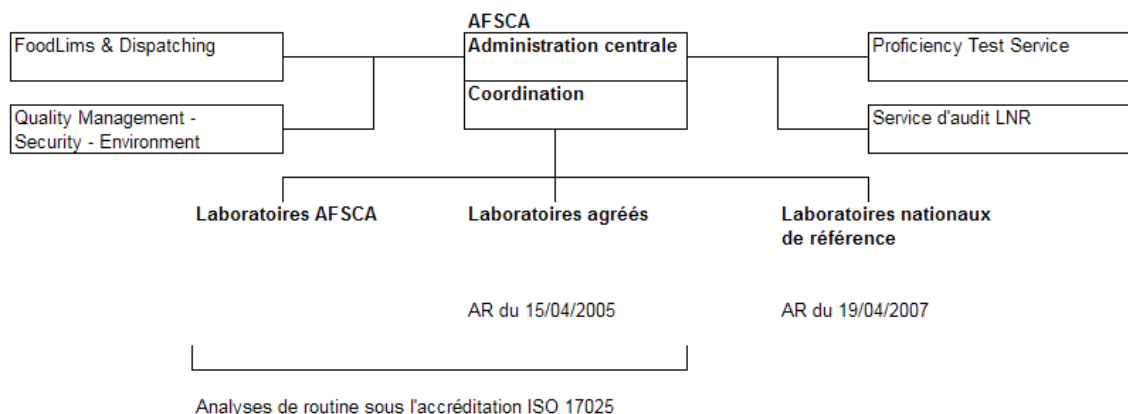 AFSCA
FoodLims & Dispatching
Administration centrale
Proficiency Test Service
Coordination
Quality Management -
Security - Environment
Service d'audit LNR
Laboratoires AFSCA
Laboratoires agréés
Laboratoires nationaux
de référence
AR du 15/04/2005
AR du 19/04/2007
Analyses de routine sous l'accréditation ISO 17025